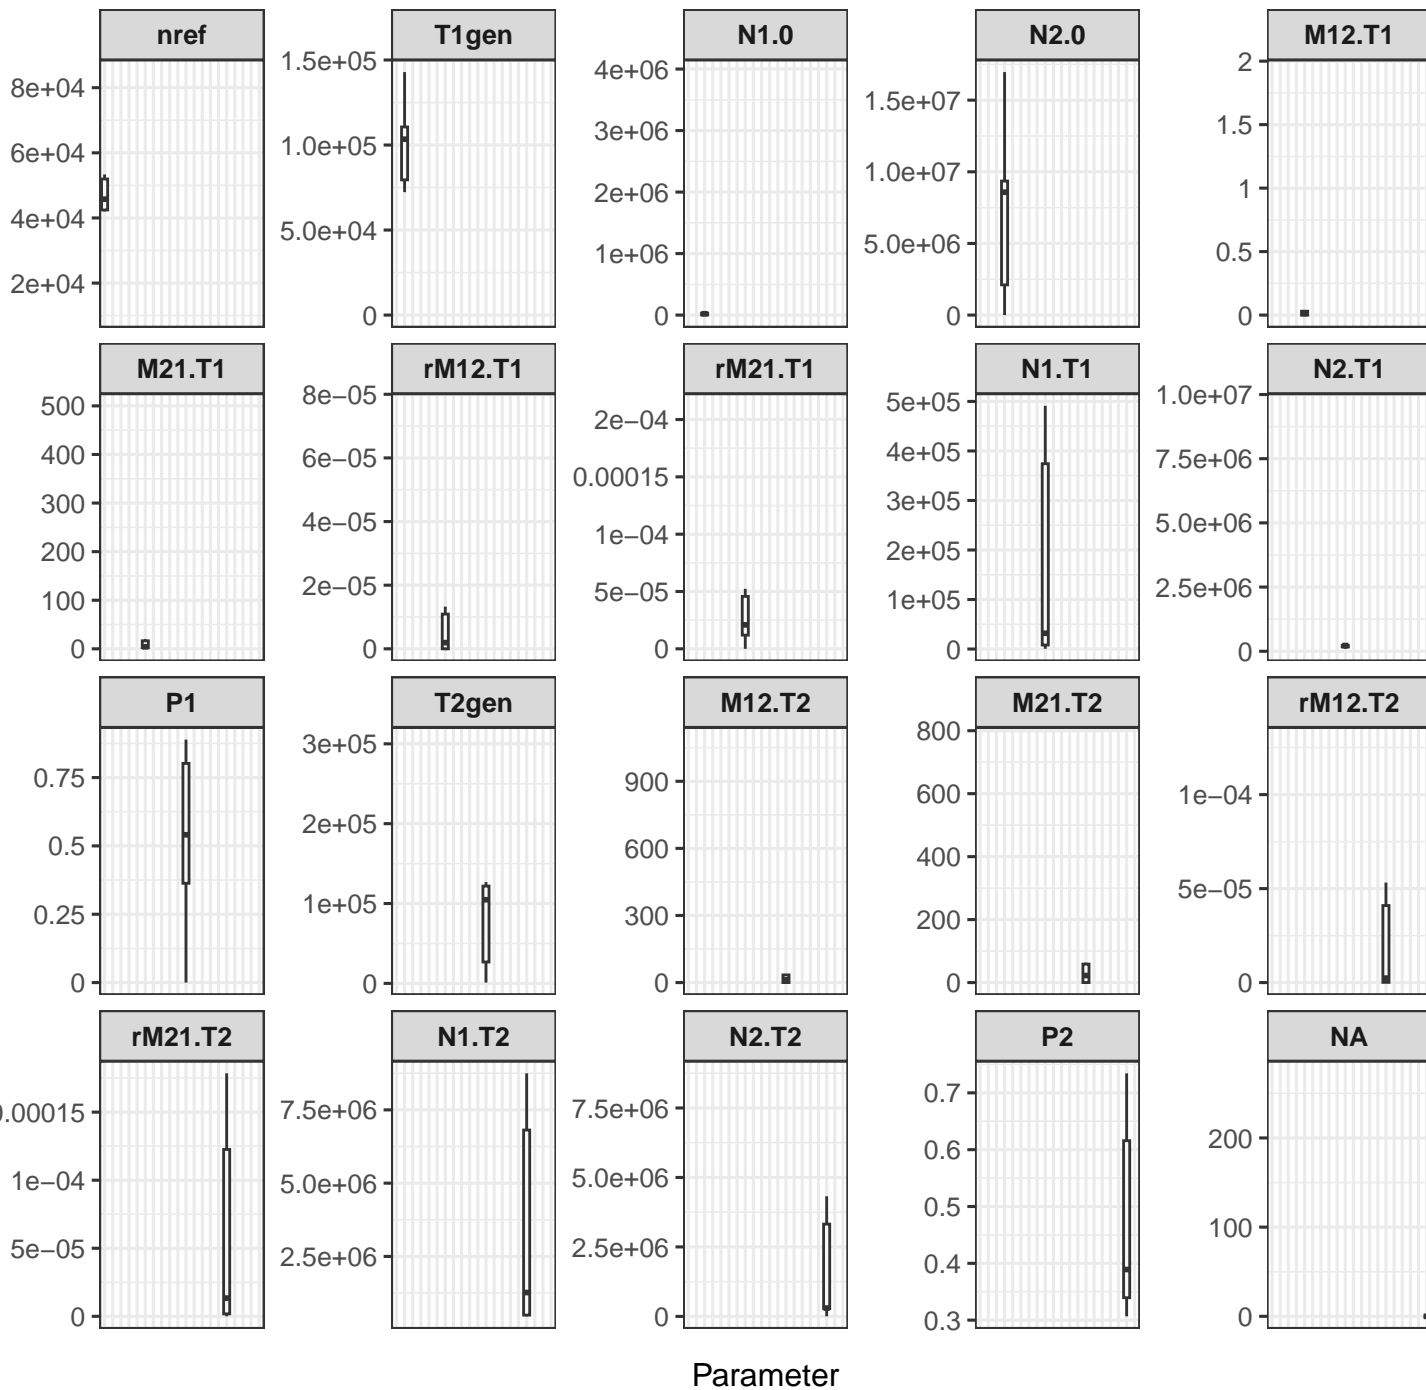 nref T1gen N1.0 N2.0 M12.T1
8e+04
6e+04
4e+04
2e+04
1.5e+05
1.0e+05
5.0e+04
0
4e+06
3e+06
2e+06
1e+06
0
1.5e+07
1.0e+07
5.0e+06
0
2
1.5
1
0.5
0
M21.T1 rM12.T1 rM21.T1 N1.T1 N2.T1
500
400
300
200
100
0
8e−05
6e−05
4e−05
2e−05
0
2e−04
0.00015
1e−04
5e−05
0
5e+05
4e+05
3e+05
2e+05
1e+05
0
1.0e+07
7.5e+06
5.0e+06
2.5e+06
0
P1 T2gen M12.T2 M21.T2 rM12.T2
0.75
0.5
0.25
0
3e+05
2e+05
1e+05
0
900
600
300
0
800
600
400
200
0
1e−04
5e−05
0
rM21.T2 N1.T2 N2.T2 P2 NA
0.00015
1e−04
5e−05
0
7.5e+06
5.0e+06
2.5e+06
7.5e+06
5.0e+06
2.5e+06
0
0.7
0.6
0.5
0.4
0.3
200
100
0
Parameter